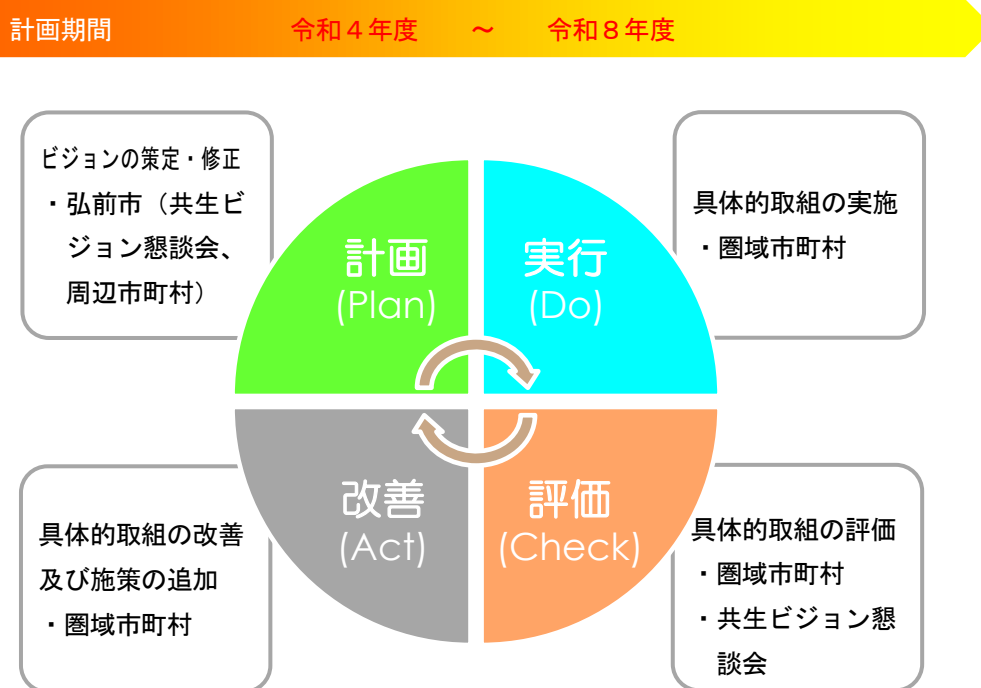 計画期間 令和４年度 ～ 令和８年度
ビジョンの策定・修正
・弘前市（共生ビ
ジョン懇談会、
周辺市町村）
計画
(Plan)
実行
(Do)
具体的取組の実施
・圏域市町村
具体的取組の改善
及び施策の追加
・圏域市町村
改善
(Act)
評価
(Check)
具体的取組の評価
・圏域市町村
・共生ビジョン懇
談会